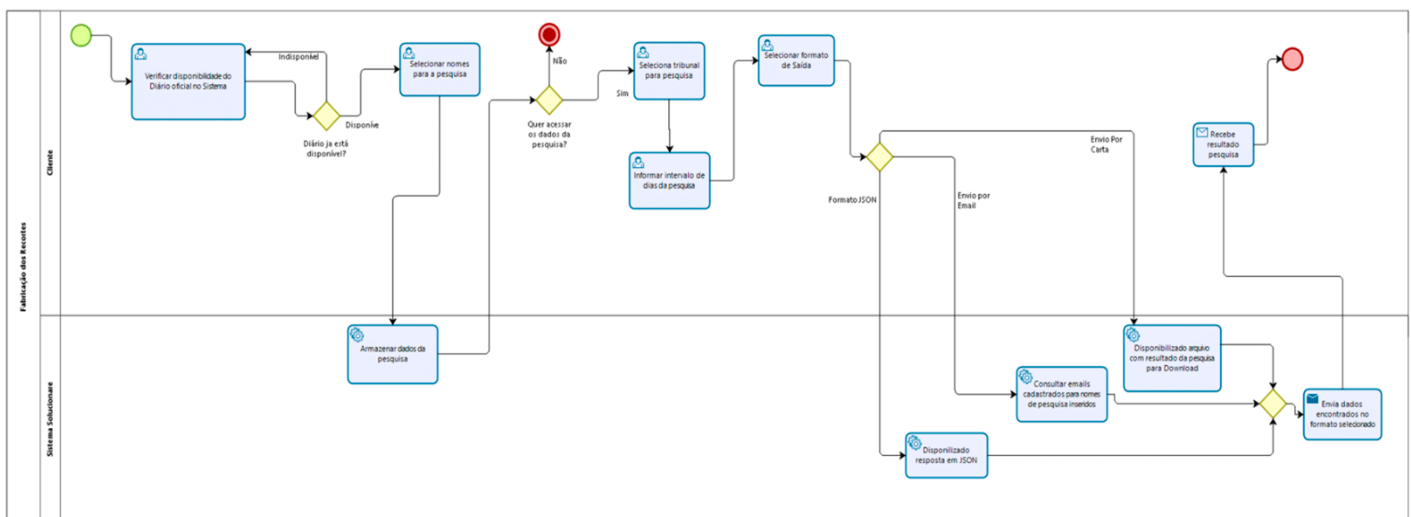 Fabricação dos Recortes
Cliente
Verificar disponibilidade do
Diário oficial no Sistema
Indisponível
Disponíve
Diário ja está
disponível?
Selecionar nomes
para a pesquisa
Não
Sim
Quer acessar
os dados da
pesquisa?
Seleciona tribunal
para pesquisa
Informar intervalo de
dias da pesquisa
Selecionar formato
de Saída
Formato JSON
Envio por
Email
Envio Por
Carta
Recebe
resultado
pesquisa
Sistema Solucionare
Armazenar dados da
pesquisa
Disponibilizado arquivo
com resultado da pesquisa
para Download
Consultar emails
cadastrados para nomes
de pesquisa inseridos
Disponilizado
resposta em JSON
Envia dados
encontrados no
formato selecionado